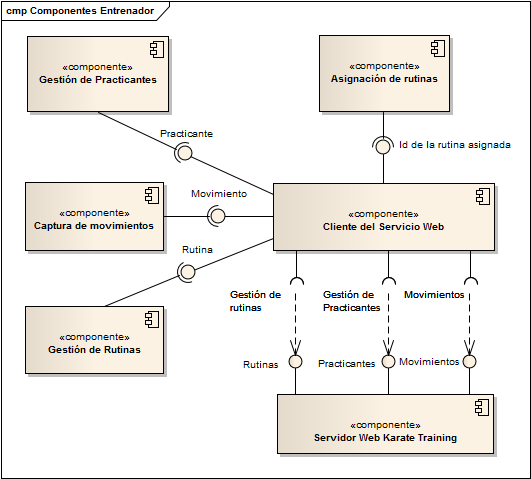 cmp Componentes Entrenador
«componente»
Gestión de Practicantes
«componente»
Asignación de rutinas
Practicante
Id de la rutina asignada
«componente»
Captura de movimientos
Movimiento
«componente»
Cliente del Servicio Web
Rutina
«componente»
Gestión de Rutinas
Gestión de
rutinas
Gestión de
Practicantes
Movimientos
Rutinas
Practicantes
Movimientos
«componente»
Servidor Web Karate Training